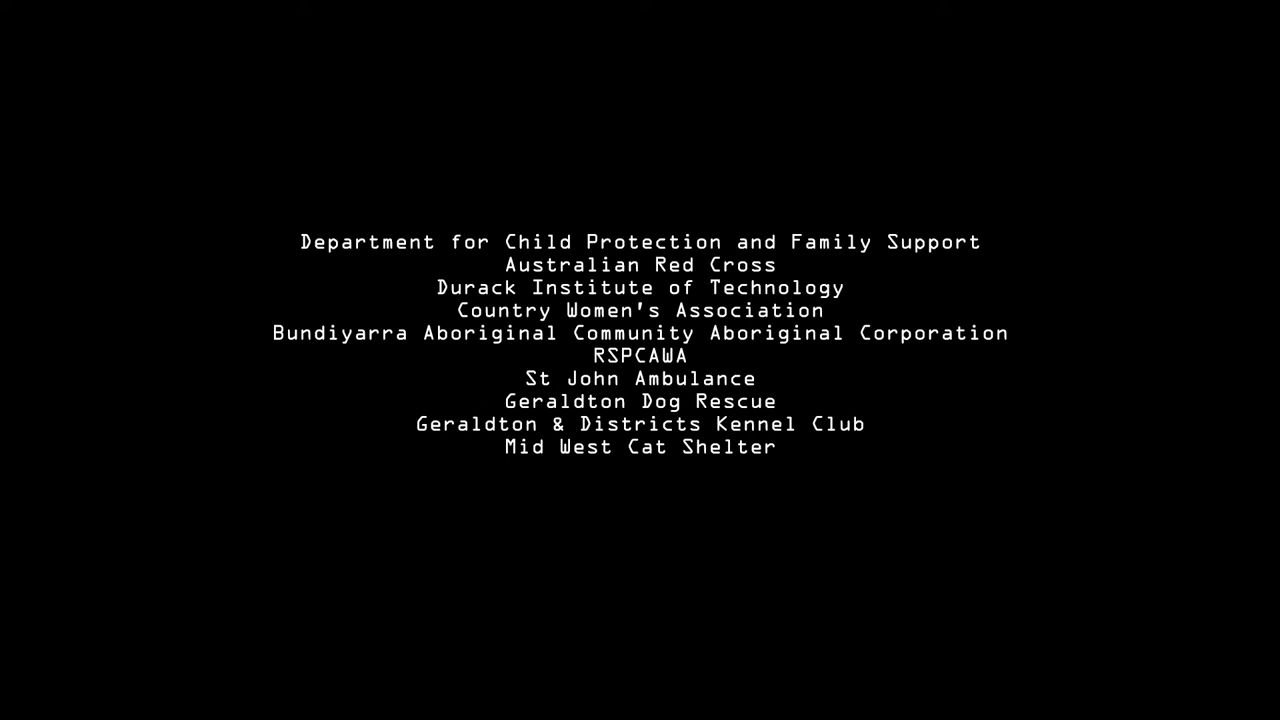 Department for Child Protection and Family Support
Australian Red Cross
Durack Institute of Technology
Country Women's Association
Bundiyarra Aboriginal Community Aboriginal Corporation
RSPCAWA
St John Ambulance
Geraldton Dog Rescue
Geraldton & Districts Kennel Club
Mid West Cat Shelter